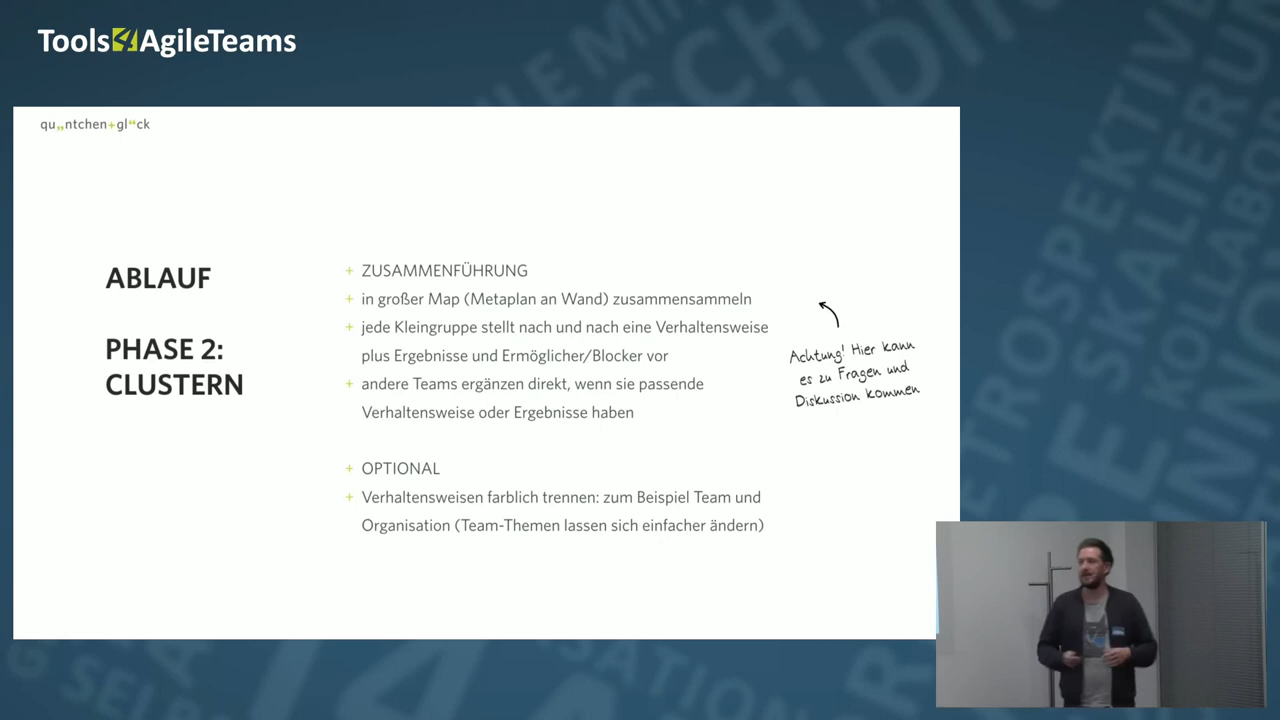 Tools4AgileTeams
qu„ntchen+gl“ck
ABLAUF
PHASE 2:
CLUSTERN
+ ZUSAMMENFÜHRUNG
+ in großer Map (Metaplan an Wand) zusammensammeln
+ jede Kleingruppe stellt nach und nach eine Verhaltensweise
plus Ergebnisse und Ermöglicher/Blocker vor
+ andere Teams ergänzen direkt, wenn sie passende
Verhaltensweise oder Ergebnisse haben
+ OPTIONAL
+ Verhaltensweisen farblich trennen: zum Beispiel Team und
Organisation (Team-Themen lassen sich einfacher ändern)
Achtung! Hier kann
es zu Fragen und
Diskussion kommen